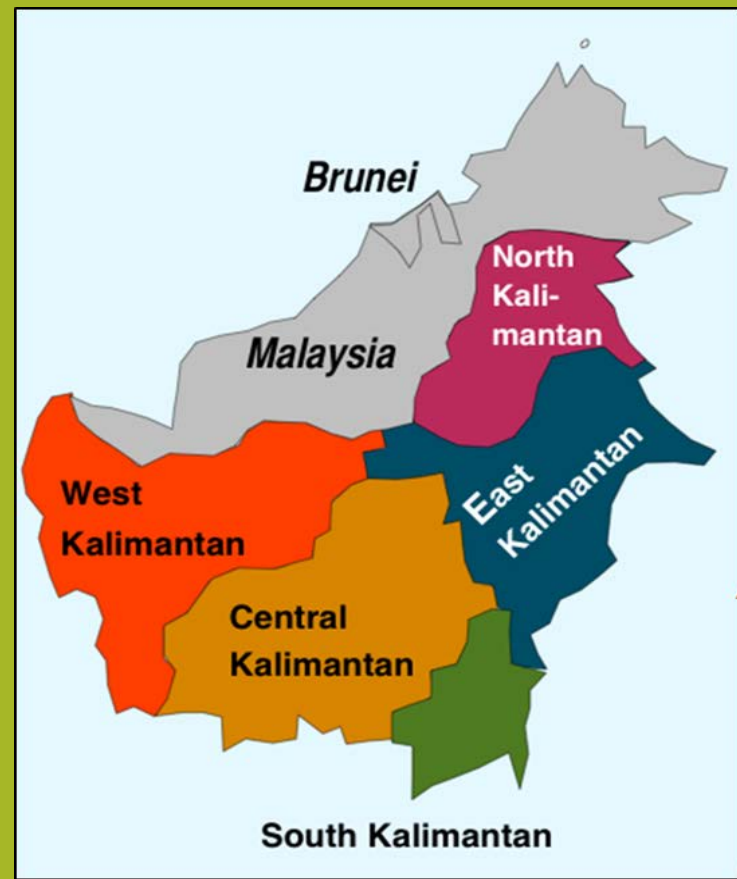 Brunei
North
Kali-
mantan
Malaysia
East
Kalimantan
West
Kalimantan
Central
Kalimantan
South Kalimantan